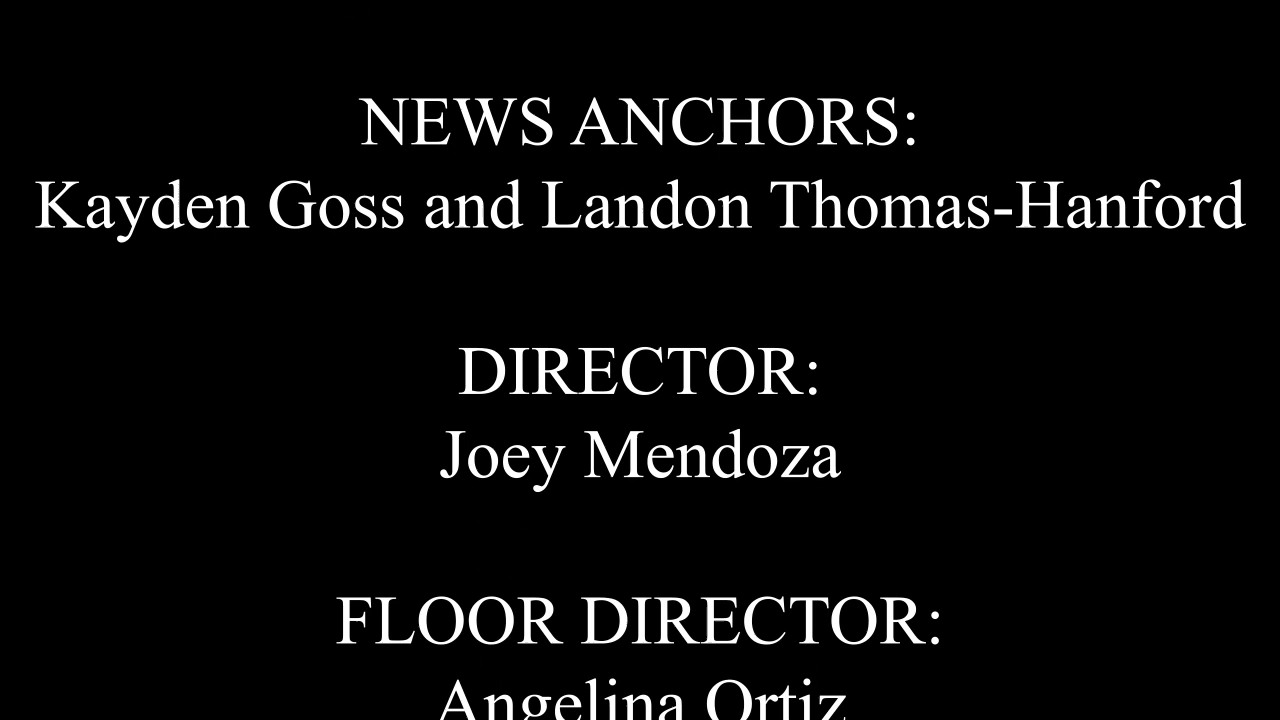 NEWS ANCHORS:
Kayden Goss and Landon Thomas-Hanford
DIRECTOR:
Joey Mendoza
FLOOR DIRECTOR:
Angelina Ortiz